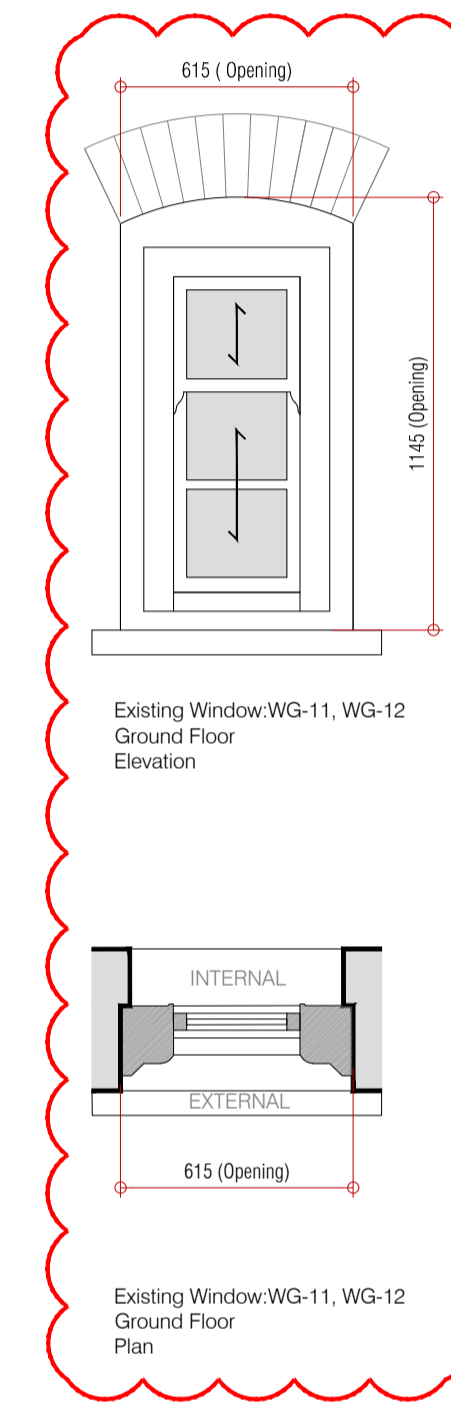 615 ( Opening)
1145 (Opening)
Existing Window:WG-11, WG-12
Ground Floor
Elevation
INTERNAL
EXTERNAL
615 (Opening)
Existing Window:WG-11, WG-12
Ground Floor
Plan